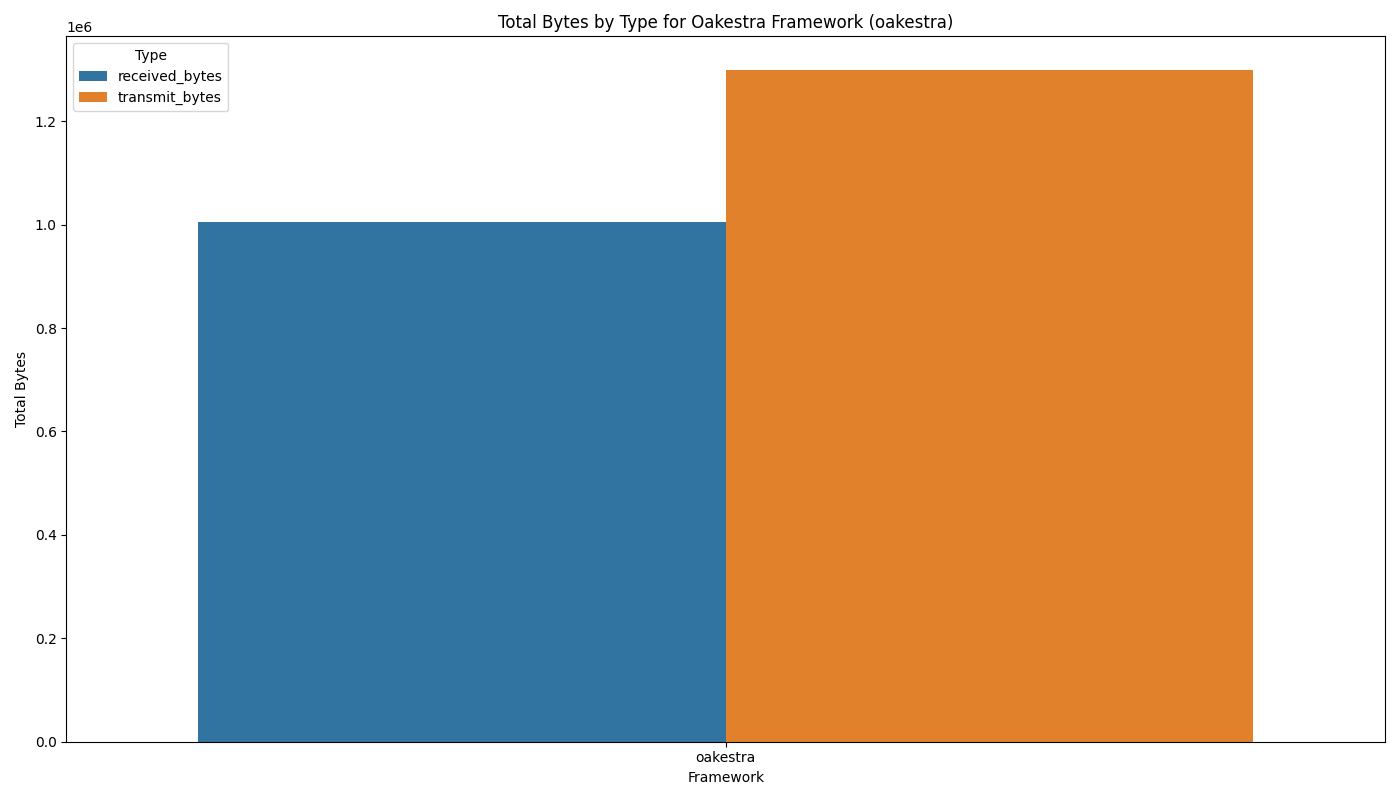 Total Bytes by Type for Oakestra Framework (oakestra)
1e6
Type
received_bytes
transmit_bytes
1.2
1.0
0.8
0.6
0.4
0.2
0.0
Total Bytes
oakestra
Framework